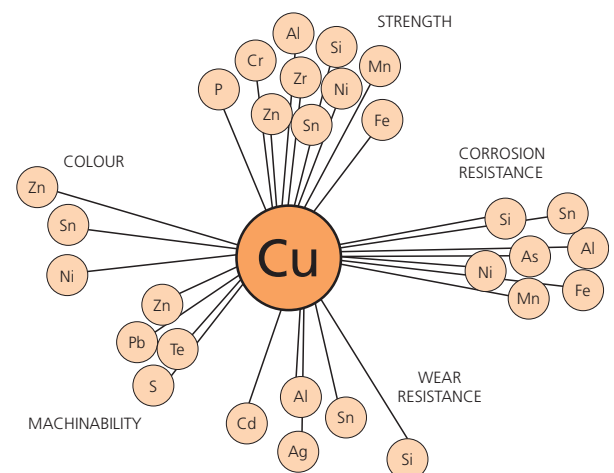 STRENGTH
Al
Si
Cr
Mn
Zr
P
Ni
Zn
Sn
Fe
COLOUR
Zn
Sn
Ni
CORROSION
RESISTANCE
Si
Sn
Al
As
Ni
Fe
Mn
Cu
Zn
Pb
Te
S
MACHINABILITY
WEAR
RESISTANCE
Cd
Al
Ag
Sn
Si